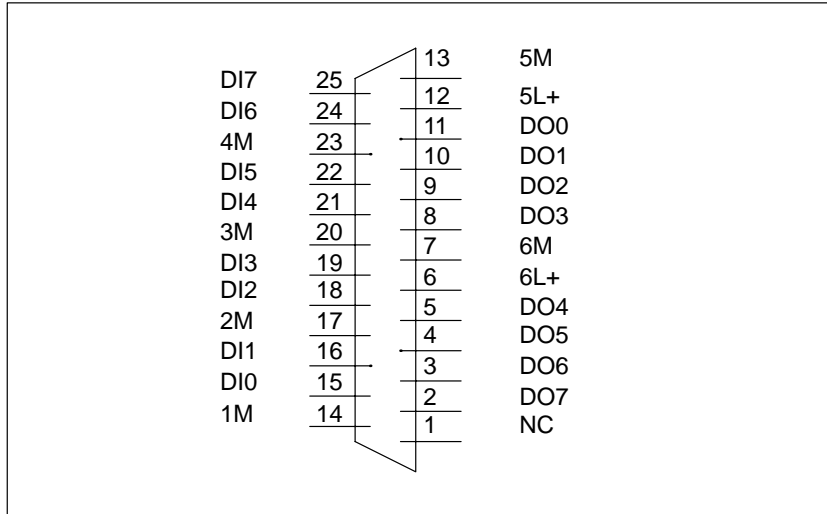 13 5M
DI7 25
12 5L+
DI6 24
11 DO0
4M 23
10 DO1
DI5 22
9 DO2
DI4 21
8 DO3
3M 20
7 6M
DI3 19
6 6L+
DI2 18
5 DO4
2M 17
4 DO5
DI1 16
3 DO6
DI0 15
2 DO7
1M 14
1 NC